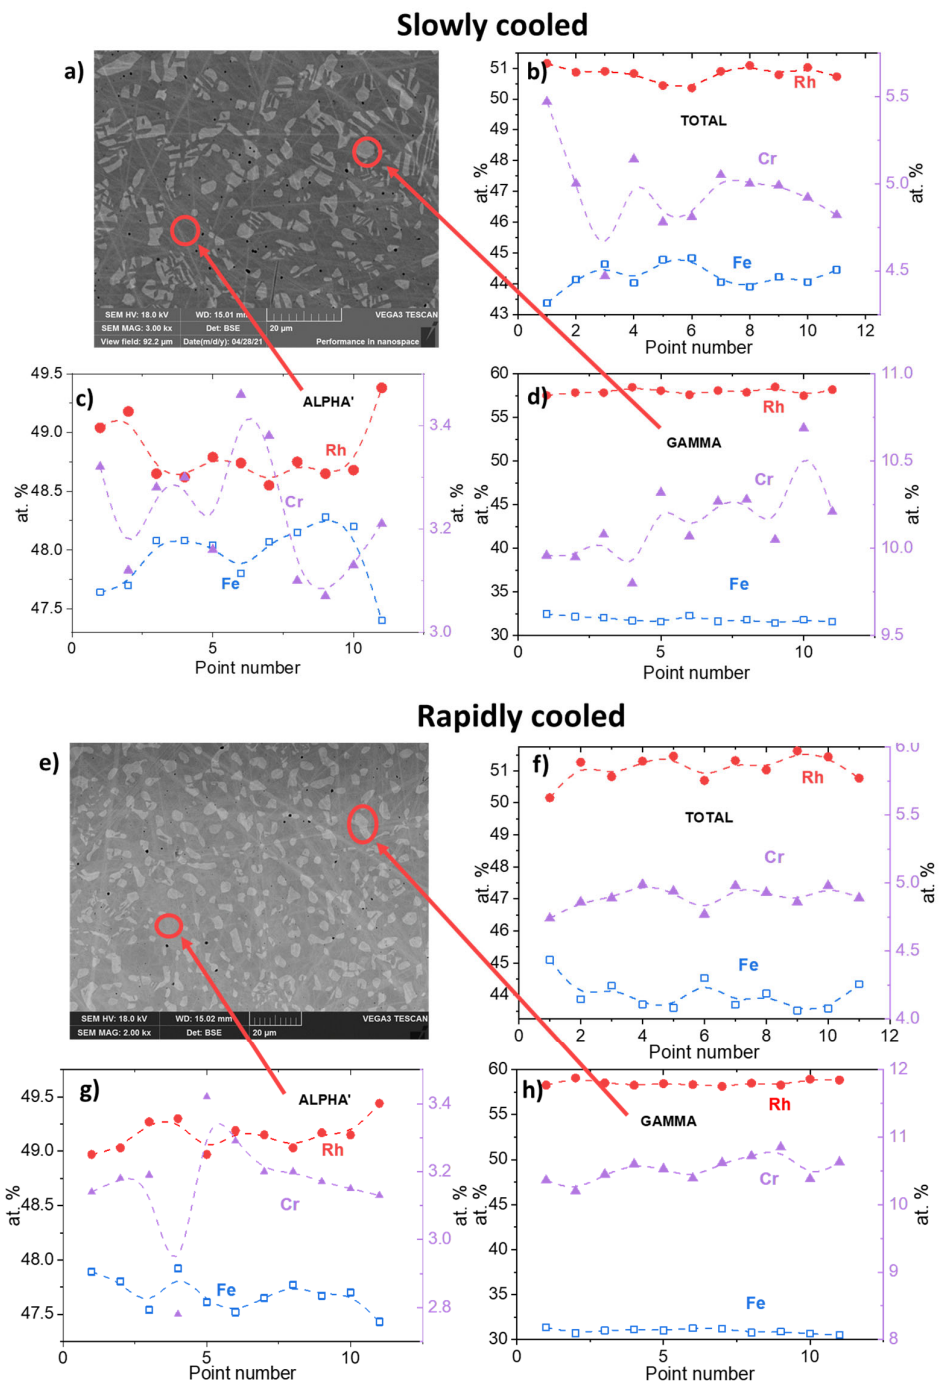 Slowly cooled
a)
SEM HV: 18.0 kV WD: 15.01 mm VEGA3 TESCAN
SEM MAG: 3.00 kx Det: BSE 20 µm
View field: 92.2 µm Date(m/d/y): 04/28/21 Performance in nanospace
b)
51
50
49
48
47
46
45
44
43
at. %
Rh
TOTAL
Cr
Fe
5.5
5.0
4.5
at. %
0 2 4 6 8 10 12
Point number
c)
49.5
49.0
48.5
48.0
47.5
at. %
ALPHA'
Rh
Cr
Fe
3.4
3.2
3.0
at. %
0 5 10
Point number
d)
60
55
50
45
40
35
30
at. %
Rh
GAMMA
Cr
Fe
11.0
10.5
10.0
9.5
at. %
0 5 10
Point number
Rapidly cooled
e)
SEM HV: 18.0 kV WD: 15.02 mm VEGA3 TESCAN
SEM MAG: 2.00 kx Det: BSE 20 µm
f)
51
50
49
48
47
46
45
44
at. %
Rh
TOTAL
Cr
Fe
6.0
5.5
5.0
4.5
4.0
at. %
0 2 4 6 8 10 12
Point number
g)
49.5
49.0
48.5
48.0
47.5
at. %
ALPHA'
Rh
Cr
Fe
3.4
3.2
3.0
2.8
at. %
0 5 10
Point number
h)
60
55
50
45
40
35
30
at. %
Rh
GAMMA
Cr
Fe
12
11
10
9
8
at. %
0 5 10
Point number